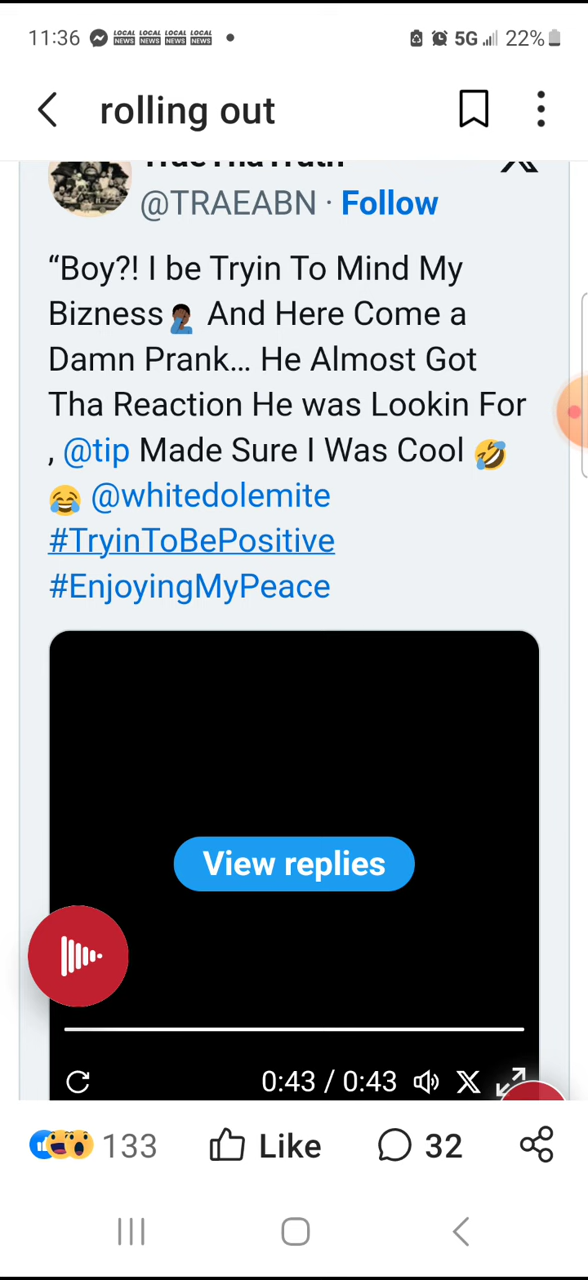 11:36 LOCAL NEWS LOCAL NEWS LOCAL NEWS LOCAL NEWS 5G 22%
rolling out
TraeThaTruth
@TRAEABN · Follow
“Boy?! I be Tryin To Mind My
Bizness🤦🏿‍♂️ And Here Come a
Damn Prank... He Almost Got
Tha Reaction He was Lookin For
, @tip Made Sure I Was Cool 🤣
😂 @whitedolemite
#TryinToBePositive
#EnjoyingMyPeace
View replies
0:43 / 0:43
133 Like 32